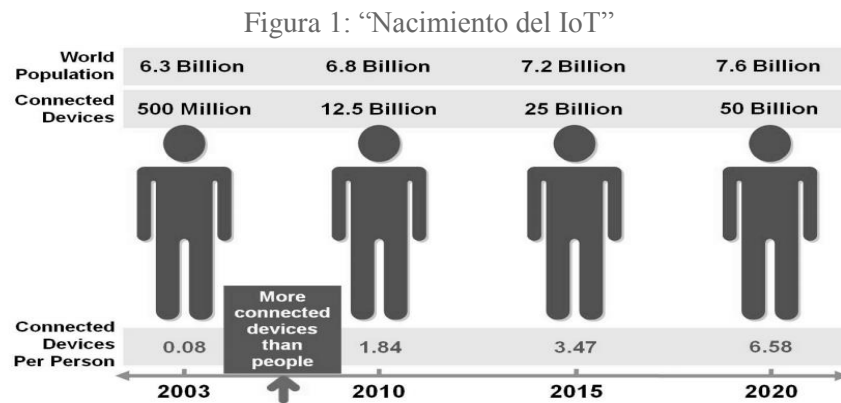 Figura 1: “Nacimiento del IoT”
World
Population
6.3 Billion 6.8 Billion 7.2 Billion 7.6 Billion
Connected
Devices
500 Million 12.5 Billion 25 Billion 50 Billion
More
connected
devices
than
people
Connected
Devices
Per Person
0.08 1.84 3.47 6.58
2003 2010 2015 2020